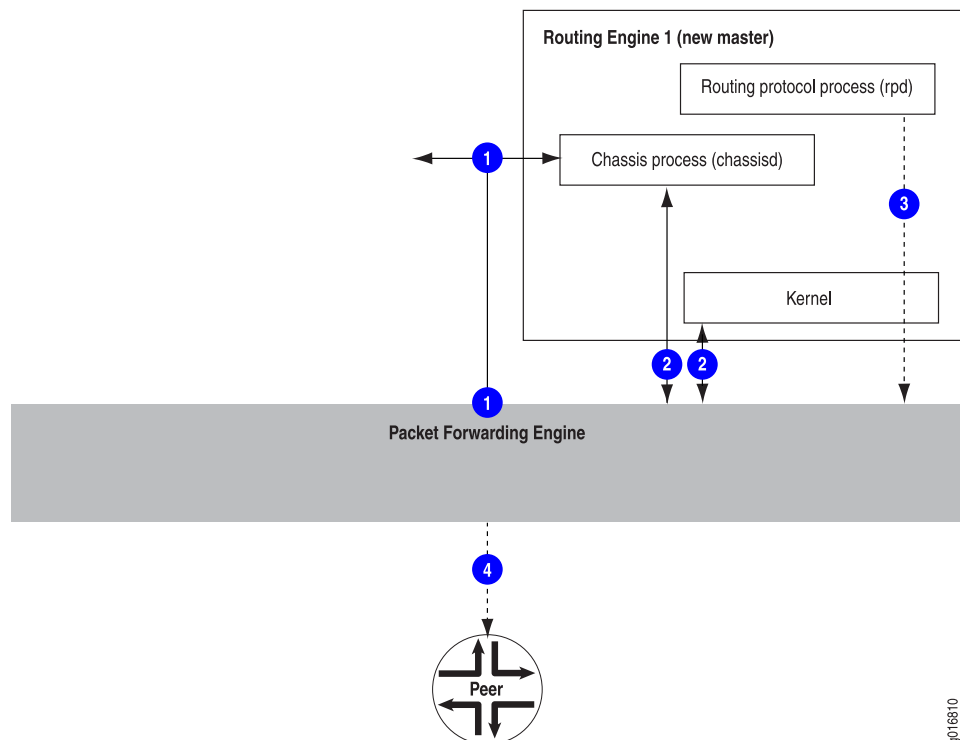 Routing Engine 1 (new master)
Routing protocol process (rpd)
1
Chassis process (chassisd)
3
Kernel
2
2
1
Packet Forwarding Engine
4
Peer
g016810